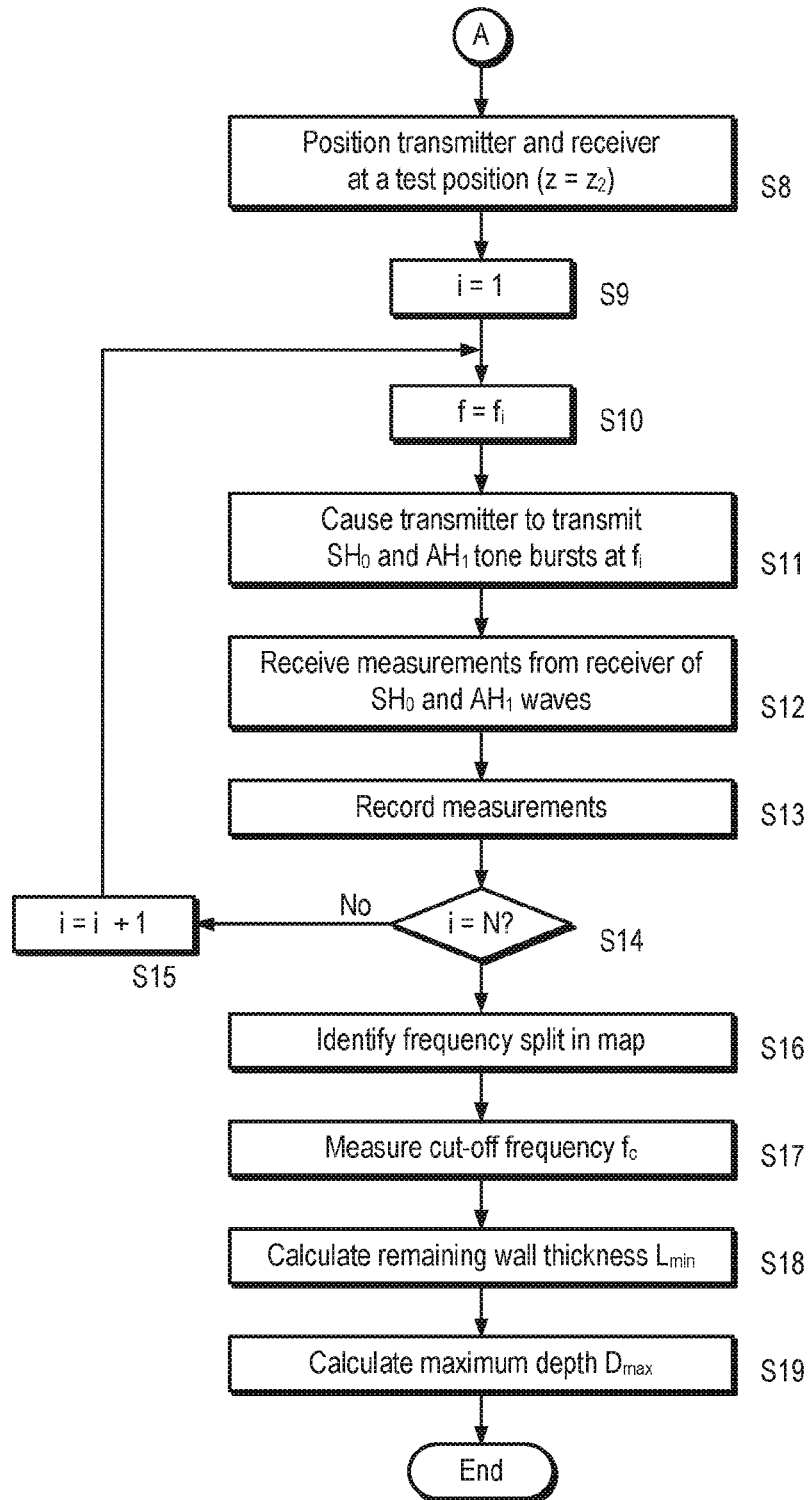 A
Position transmitter and receiver
at a test position (z = z₂)
S8
i = 1
S9
f = fᵢ
S10
Cause transmitter to transmit
SH₀ and AH₁ tone bursts at fᵢ
S11
Receive measurements from receiver of
SH₀ and AH₁ waves
S12
Record measurements
S13
i = N?
S14
No
i = i + 1
S15
Identify frequency split in map
S16
Measure cut-off frequency f_c
S17
Calculate remaining wall thickness L_min
S18
Calculate maximum depth D_max
S19
End